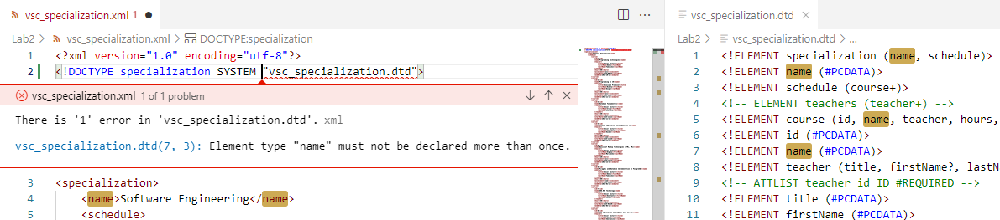 vsc_specialization.xml 1
Lab2 > vsc_specialization.xml > DOCTYPE:specialization
1 <?xml version="1.0" encoding="utf-8"?>
2 <!DOCTYPE specialization SYSTEM "vsc_specialization.dtd">
vsc_specialization.xml 1 of 1 problem
There is '1' error in 'vsc_specialization.dtd'. xml
vsc_specialization.dtd(7, 3): Element type "name" must not be declared more than once.
3 <specialization>
4 <name>Software Engineering</name>
5 <schedule>
vsc_specialization.dtd
Lab2 > vsc_specialization.dtd > ...
1 <!ELEMENT specialization (name, schedule)>
2 <!ELEMENT name (#PCDATA)>
3 <!ELEMENT schedule (course+)>
4 <!-- ELEMENT teachers (teacher+) -->
5 <!ELEMENT course (id, name, teacher, hours,
6 <!ELEMENT id (#PCDATA)>
7 <!ELEMENT name (#PCDATA)>
8 <!ELEMENT teacher (title, firstName?, lastN
9 <!-- ATTLIST teacher id ID #REQUIRED -->
10 <!ELEMENT title (#PCDATA)>
11 <!ELEMENT firstName (#PCDATA)>